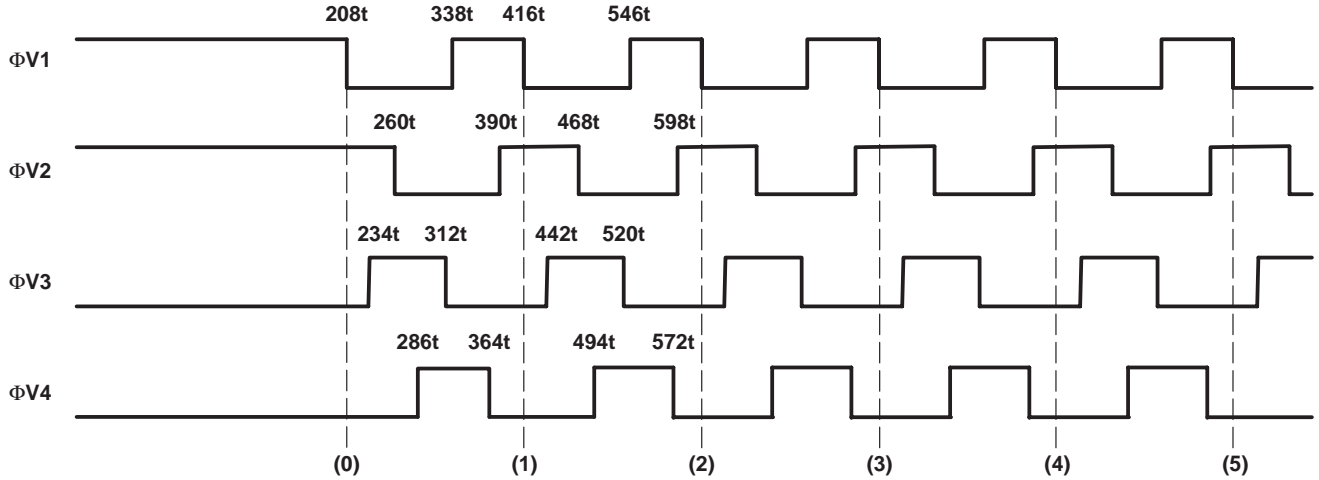 208t 338t 416t 546t
ΦV1
260t 390t 468t 598t
ΦV2
234t 312t 442t 520t
ΦV3
286t 364t 494t 572t
ΦV4
(0) (1) (2) (3) (4) (5)